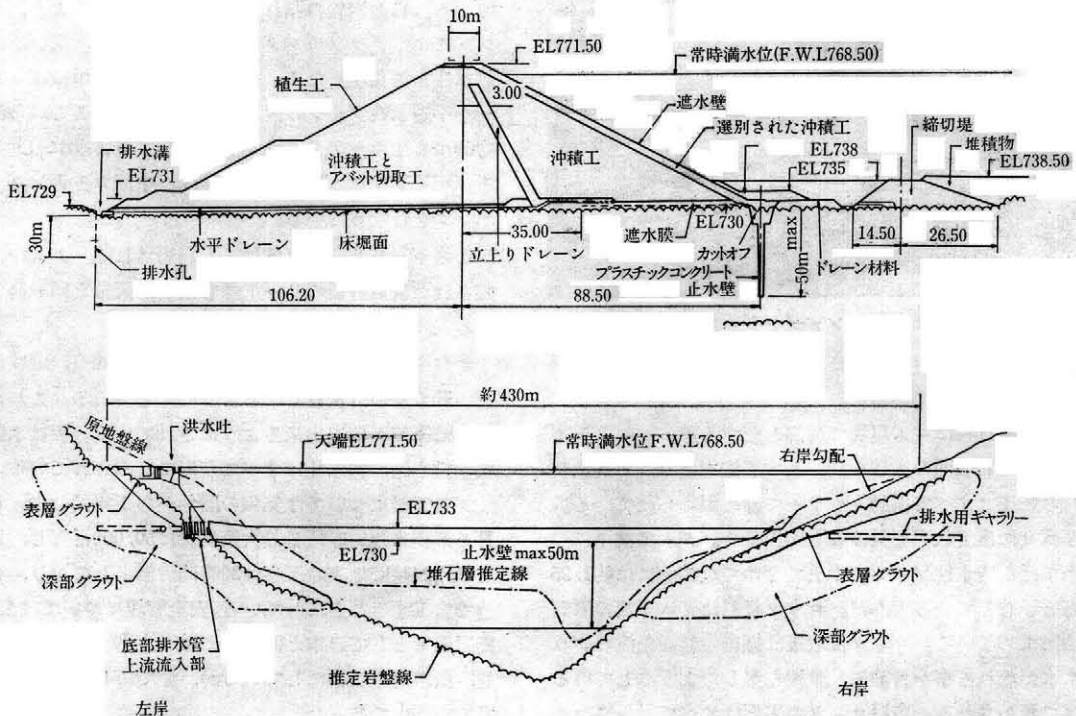 10m
EL771.50
常時満水位(F.W.L768.50)
植生工
3.00
遮水壁
選別された沖積工
排水溝
EL731
EL729
沖積工と
アバット切取工
沖積工
EL738
EL735
締切堤
堆積物
EL738.50
30m
水平ドレーン
床堀面
35.00
立上りドレーン
EL730
遮水膜
カットオフ
プラスチックコンクリート
止水壁
50m max
14.50
26.50
ドレーン材料
排水孔
106.20
88.50
約430m
原地盤線
洪水吐
天端EL771.50
常時満水位F.W.L768.50
右岸勾配
表層グラウト
EL733
排水用ギャラリー
EL730
止水壁max50m
深部グラウト
堆石層推定線
表層グラウト
深部グラウト
底部排水管
上流流入部
推定岩盤線
左岸
右岸